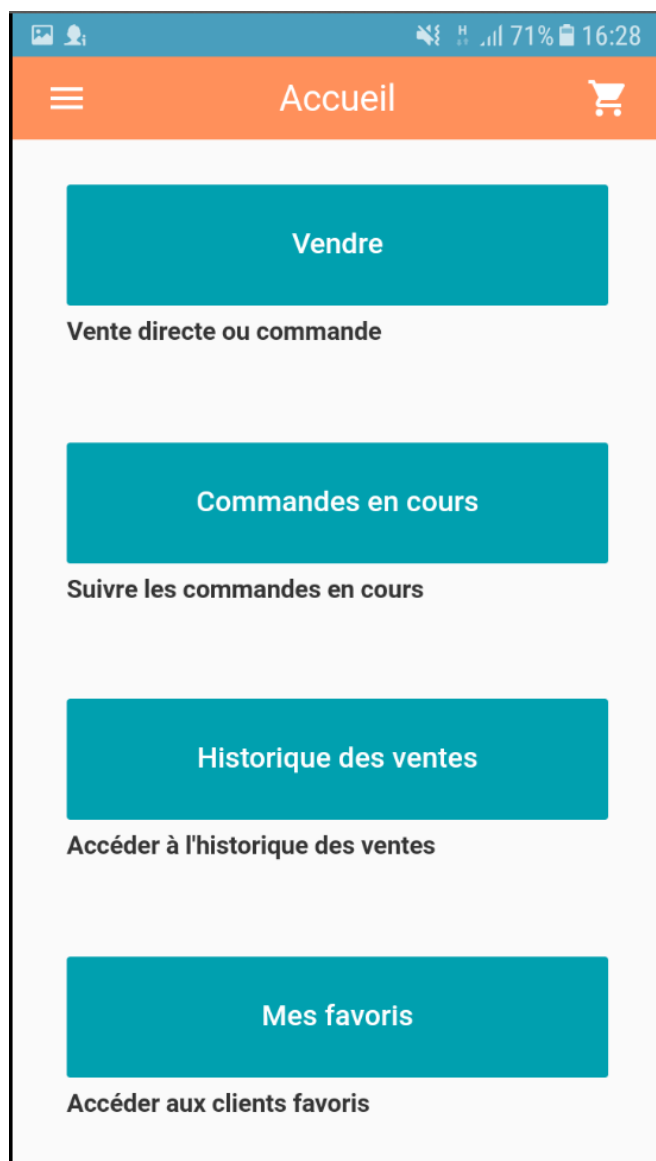 71% 16:28
Accueil
Vendre
Vente directe ou commande
Commandes en cours
Suivre les commandes en cours
Historique des ventes
Accéder à l'historique des ventes
Mes favoris
Accéder aux clients favoris